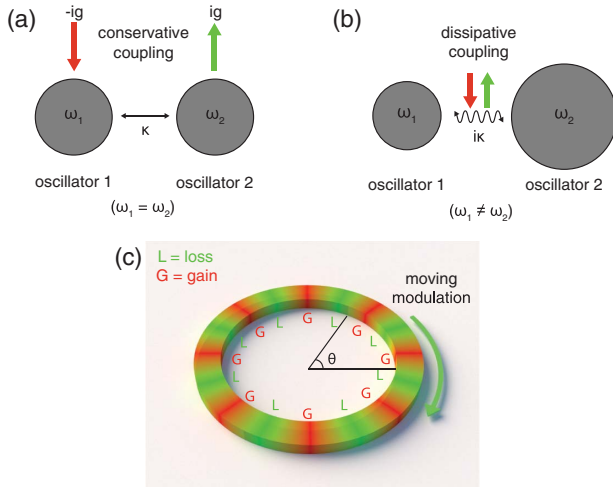 (a)
-ig
conservative
coupling
ig
ω1
κ
ω2
oscillator 1
oscillator 2
(ω1 = ω2)
(b)
dissipative
coupling
ω1
iκ
ω2
oscillator 1
oscillator 2
(ω1 ≠ ω2)
(c)
L = loss
G = gain
moving
modulation
G
L L
G G
L L
G θ G
L L
G G
L L
G